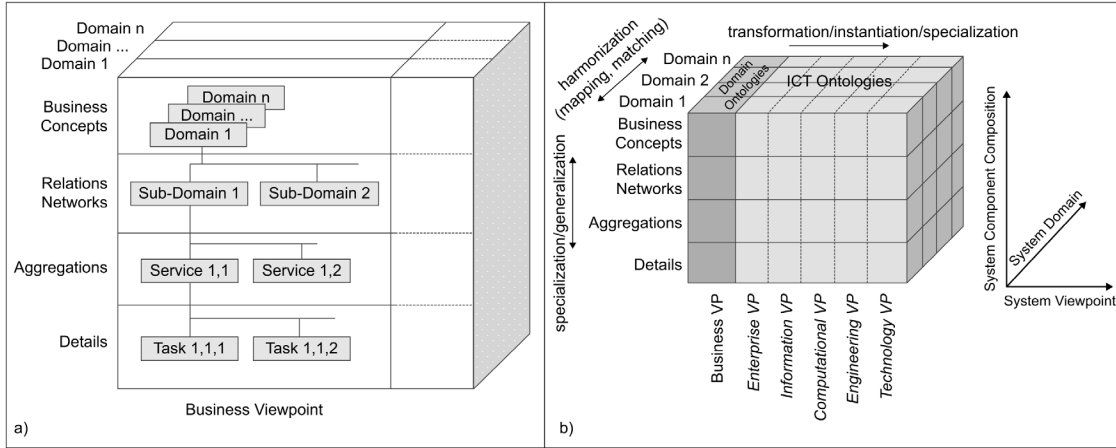 Domain n
Domain ...
Domain 1
Business
Concepts
Domain n
Domain ...
Domain 1
Relations
Networks
Sub-Domain 1
Sub-Domain 2
Aggregations
Service 1,1
Service 1,2
Details
Task 1,1,1
Task 1,1,2
Business Viewpoint
a)
harmonization
(mapping, matching)
transformation/instantiation/specialization
Domain n
Domain 2
Domain 1
Domain
Ontologies
ICT Ontologies
specialization/generalization
Business
Concepts
Relations
Networks
Aggregations
Details
Business VP
Enterprise VP
Information VP
Computational VP
Engineering VP
Technology VP
System Component Composition
System Domain
System Viewpoint
b)